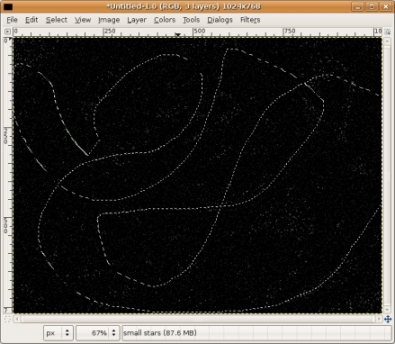 *Untitled-1.0 (RGB, 3 layers) 1024x768
File Edit Select View Image Layer Colors Tools Dialogs Filters
0 250 500 750 10
px 67% small stars (87.6 MB)